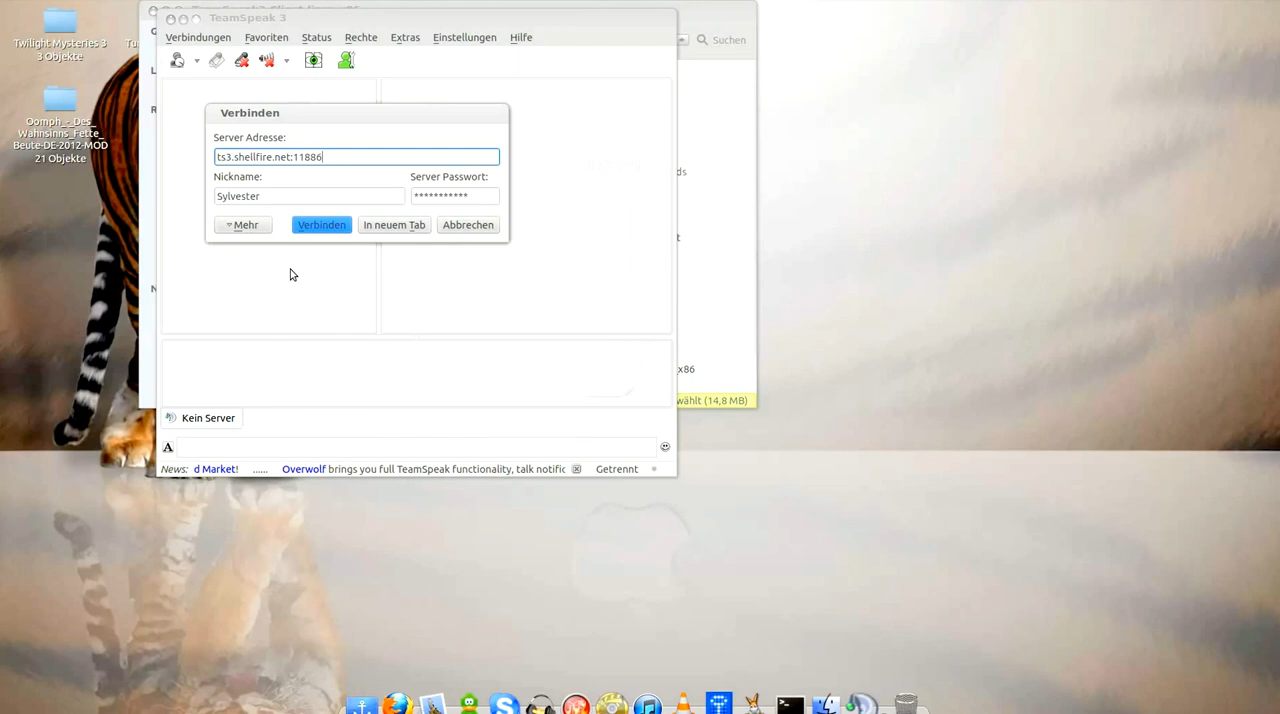 Twilight Mysteries 3
3 Objekte
Oomph_-_Des_
Wahnsinns_Fette_
Beute-DE-2012-MOD
21 Objekte
TeamSpeak 3
Verbindungen Favoriten Status Rechte Extras Einstellungen Hilfe
Suchen
Verbinden
Server Adresse:
ts3.shellfire.net:11886
Nickname: Server Passwort:
Sylvester ***********
Mehr Verbinden In neuem Tab Abbrechen
ds
t
x86
wählt (14,8 MB)
Kein Server
A
News: d Market! ...... Overwolf brings you full TeamSpeak functionality, talk notific Getrennt